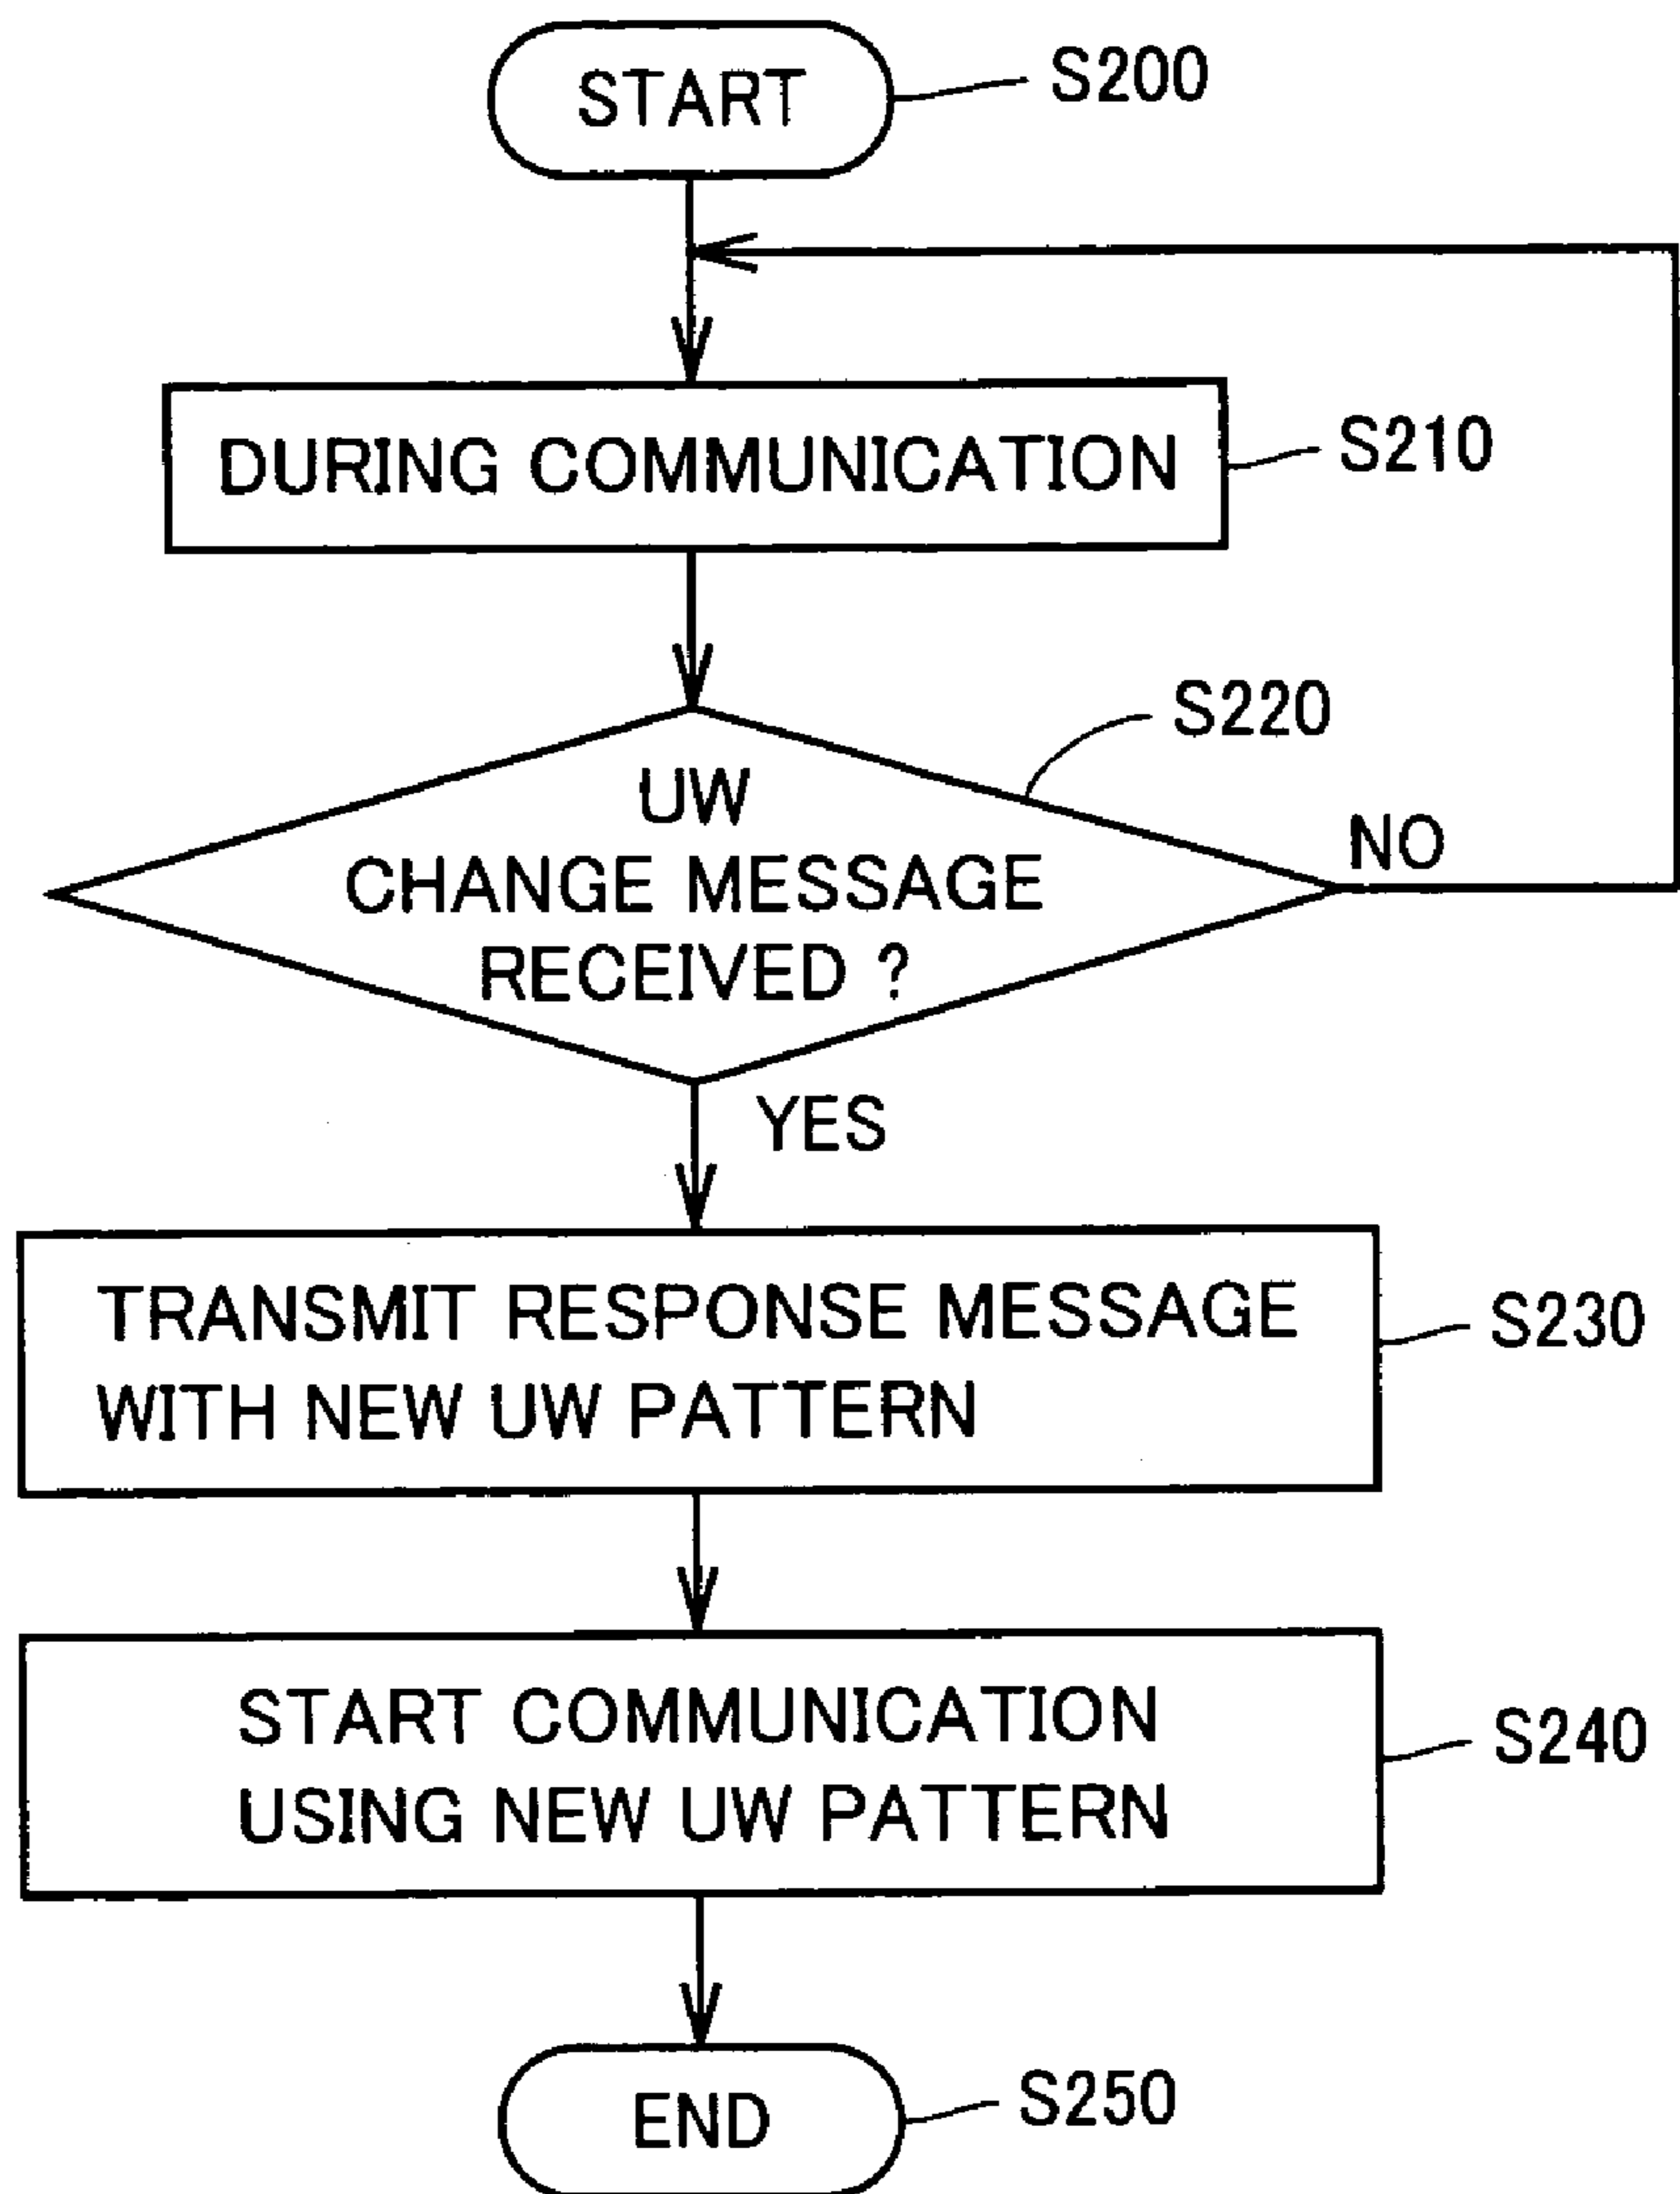 START
S200
DURING COMMUNICATION
S210
S220
UW
CHANGE MESSAGE
RECEIVED ?
NO
YES
TRANSMIT RESPONSE MESSAGE
WITH NEW UW PATTERN
S230
START COMMUNICATION
USING NEW UW PATTERN
S240
END
S250